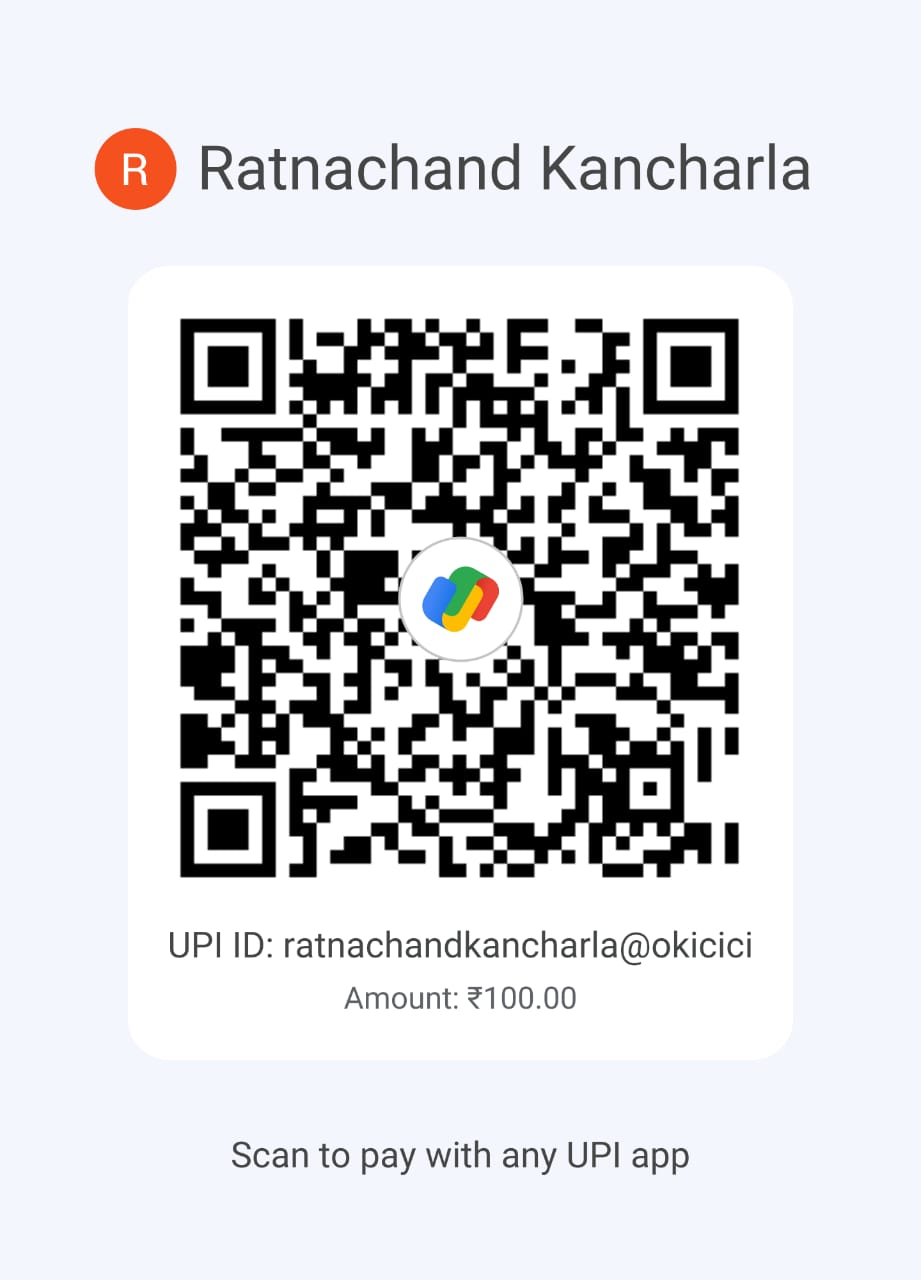 R Ratnachand Kancharla
UPI ID: ratnachandkancharla@okicici
Amount: ₹100.00
Scan to pay with any UPI app